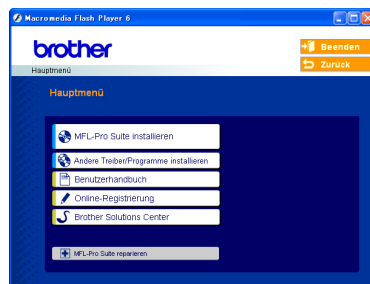 Macromedia Flash Player 6
brother
Beenden
Zurück
Hauptmenü
Hauptmenü
MFL-Pro Suite installieren
Andere Treiber/Programme installieren
Benutzerhandbuch
Online-Registrierung
Brother Solutions Center
MFL-Pro Suite reparieren